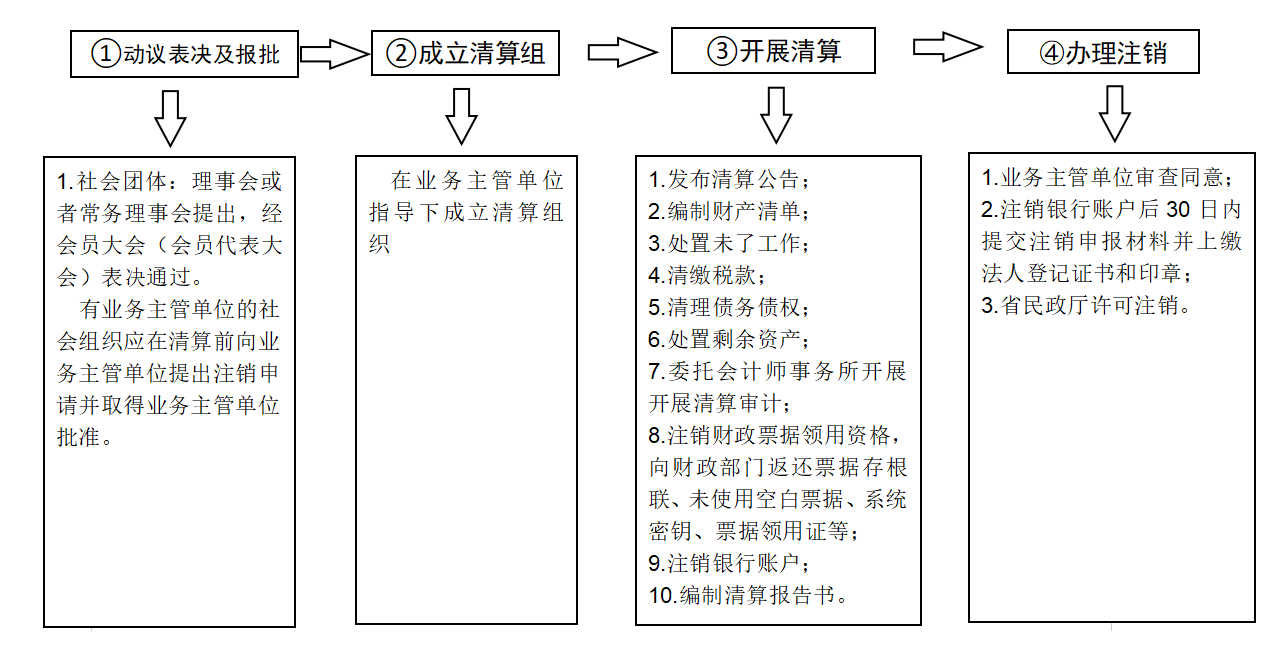 ①动议表决及报批
②成立清算组
③开展清算
④办理注销
1.社会团体：理事会或
者常务理事会提出，经
会员大会（会员代表大
会）表决通过。
有业务主管单位的社
会组织应在清算前向业
务主管单位提出注销申
请并取得业务主管单位
批准。
在业务主管单位
指导下成立清算组
织
1.发布清算公告；
2.编制财产清单；
3.处置未了工作；
4.清缴税款；
5.清理债务债权；
6.处置剩余资产；
7.委托会计师事务所开展
开展清算审计；
8.注销财政票据领用资格，
向财政部门返还票据存根
联、未使用空白票据、系统
密钥、票据领用证等；
9.注销银行账户；
10.编制清算报告书。
1.业务主管单位审查同意；
2.注销银行账户后 30 日内
提交注销申报材料并上缴
法人登记证书和印章；
3.省民政厅许可注销。